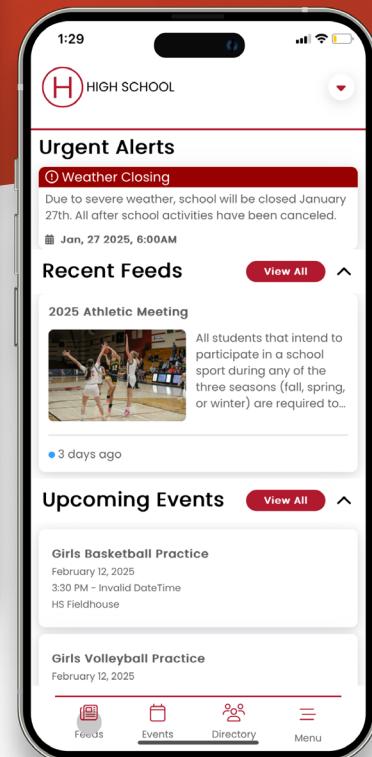 1:29
H HIGH SCHOOL
Urgent Alerts
Weather Closing
Due to severe weather, school will be closed January
27th. All after school activities have been canceled.
Jan, 27 2025, 6:00AM
Recent Feeds
View All
2025 Athletic Meeting
All students that intend to
participate in a school
sport during any of the
three seasons (fall, spring,
or winter) are required to...
3 days ago
Upcoming Events
View All
Girls Basketball Practice
February 12, 2025
3:30 PM - Invalid DateTime
HS Fieldhouse
Girls Volleyball Practice
February 12, 2025
Feeds
Events
Directory
Menu